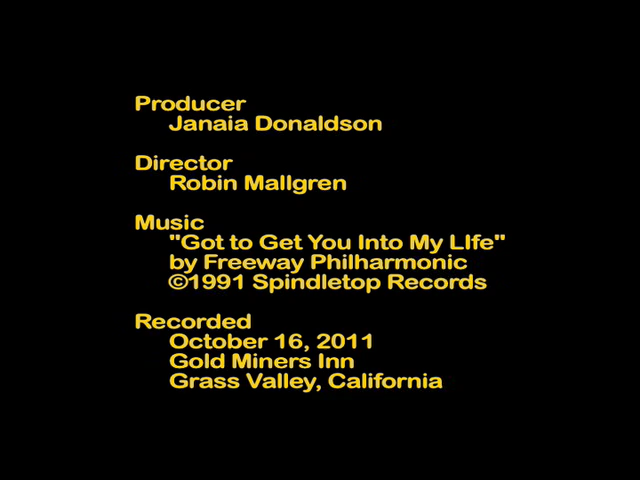 Producer
Janaia Donaldson
Director
Robin Mallgren
Music
"Got to Get You Into My LIfe"
by Freeway Philharmonic
©1991 Spindletop Records
Recorded
October 16, 2011
Gold Miners Inn
Grass Valley, California